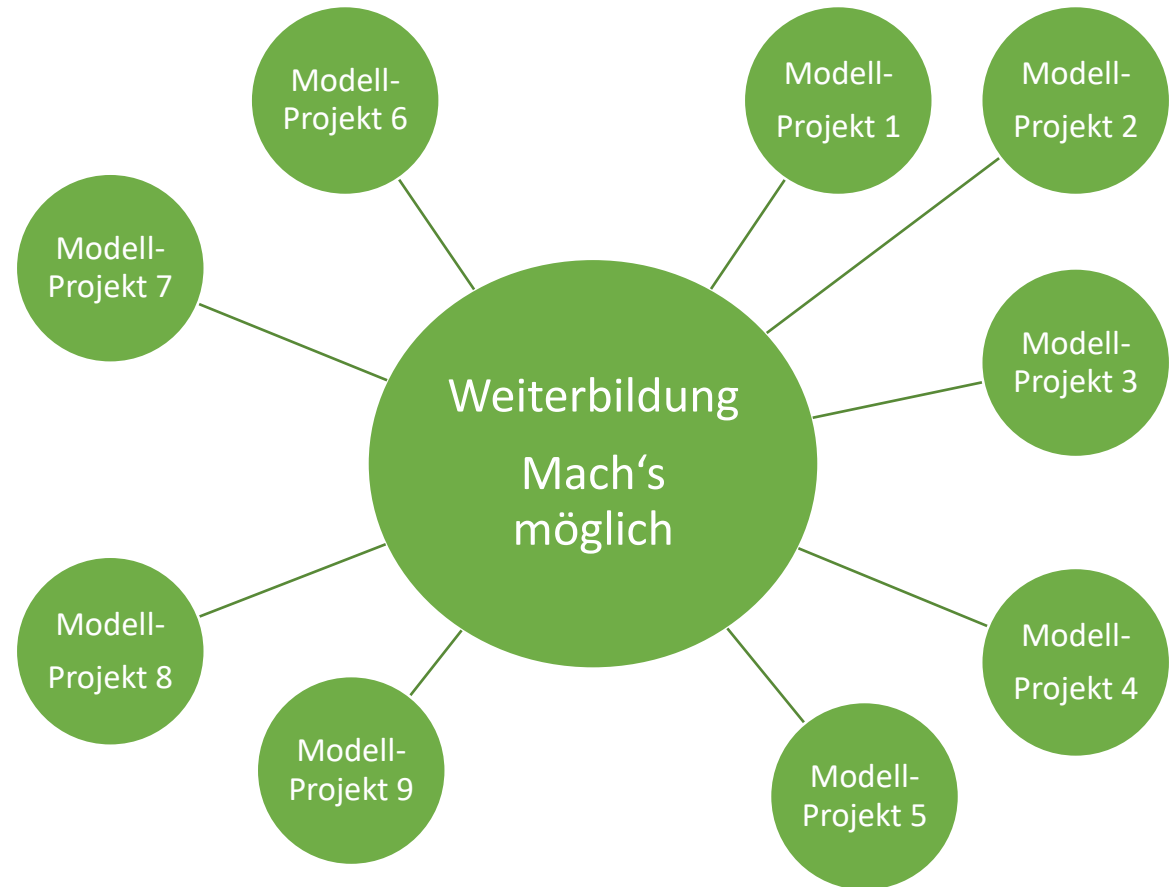 Modell-
Projekt 6
Modell-
Projekt 1
Modell-
Projekt 2
Modell-
Projekt 7
Modell-
Projekt 3
Weiterbildung
Mach‘s
möglich
Modell-
Projekt 8
Modell-
Projekt 4
Modell-
Projekt 9
Modell-
Projekt 5